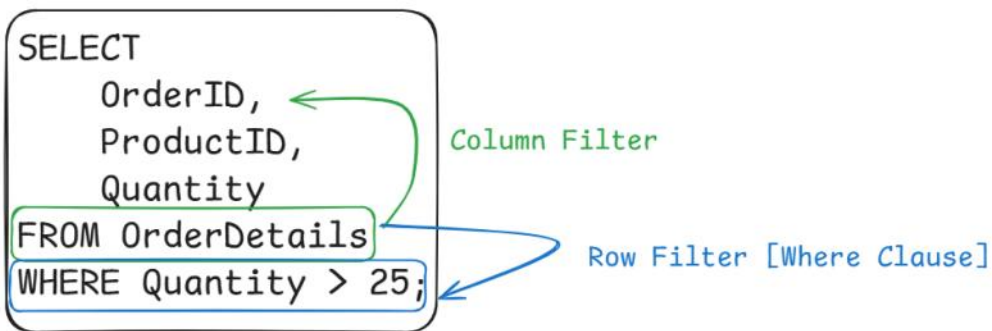 SELECT
OrderID,
ProductID,
Quantity
FROM OrderDetails
WHERE Quantity > 25;
Column Filter
Row Filter [Where Clause]